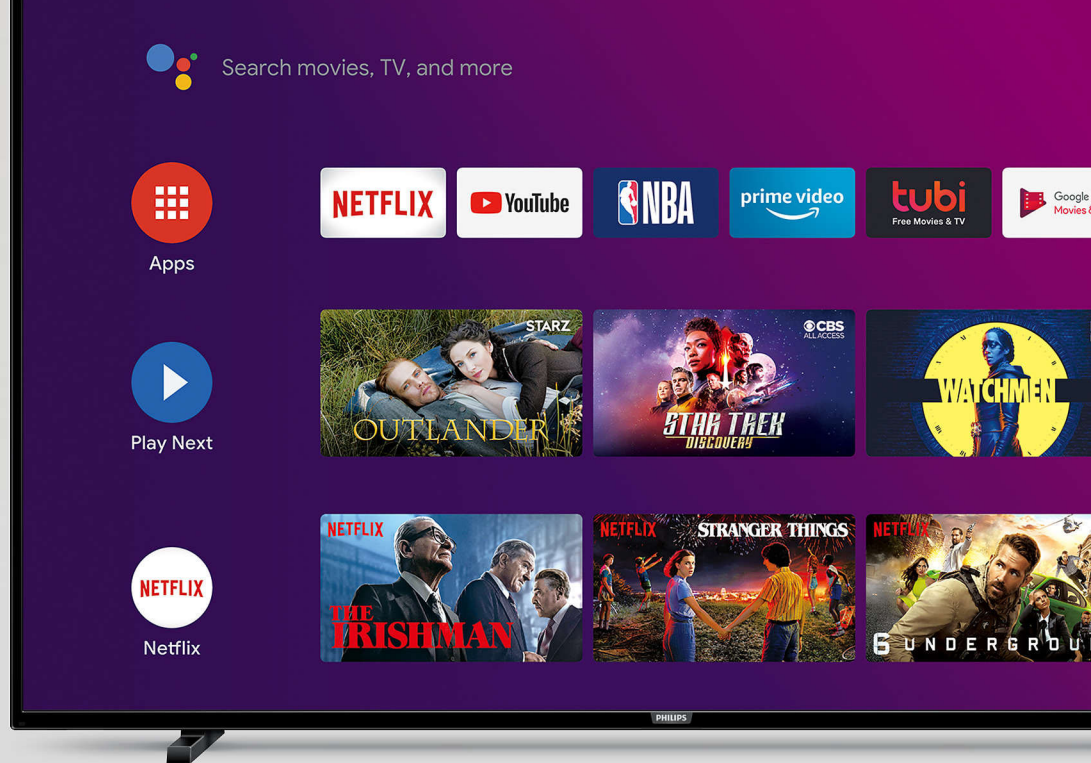 Search movies, TV, and more
Apps
NETFLIX
YouTube
NBA
prime video
tubi
Free Movies & TV
Google
Movies &
Play Next
STARZ
OUTLANDER
CBS
ALL ACCESS
STAR TREK
DISCOVERY
WATCHMEN
NETFLIX
Netflix
NETFLIX
THE
IRISHMAN
NETFLIX
STRANGER THINGS
NETFLIX
6 UNDERGROU
PHILIPS